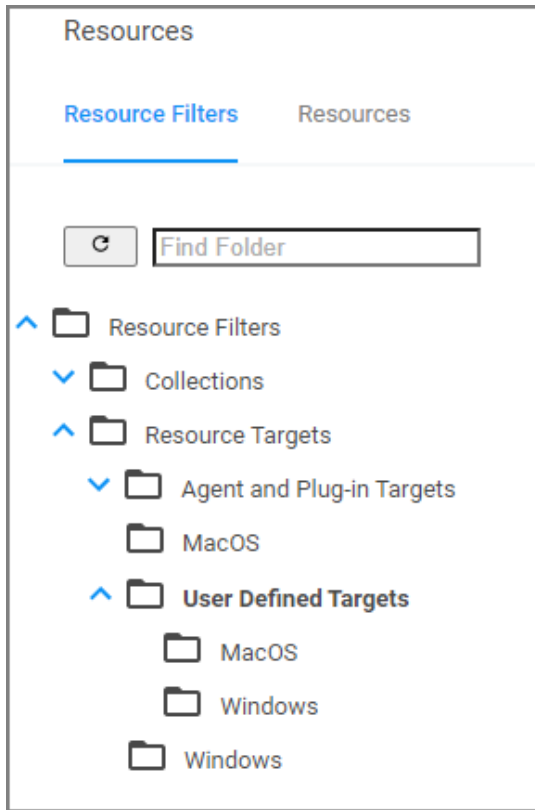 Resources
Resource Filters Resources
Find Folder
Resource Filters
Collections
Resource Targets
Agent and Plug-in Targets
MacOS
User Defined Targets
MacOS
Windows
Windows